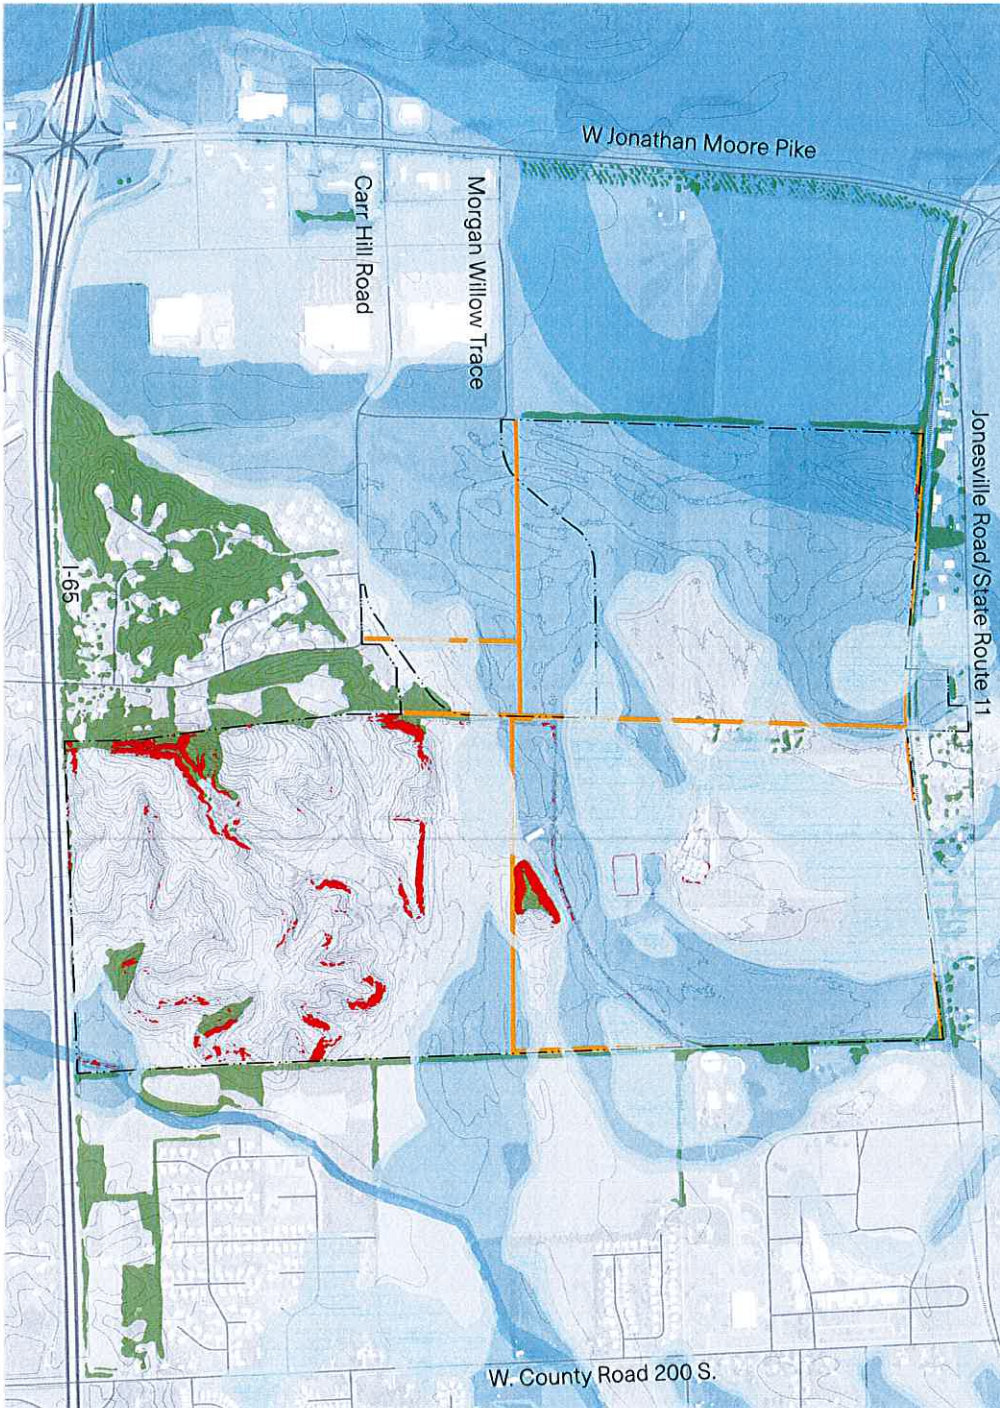 W Jonathan Moore Pike
Carr Hill Road
Morgan Willow Trace
Jonesville Road/State Route 11
I-65
W. County Road 200 S.